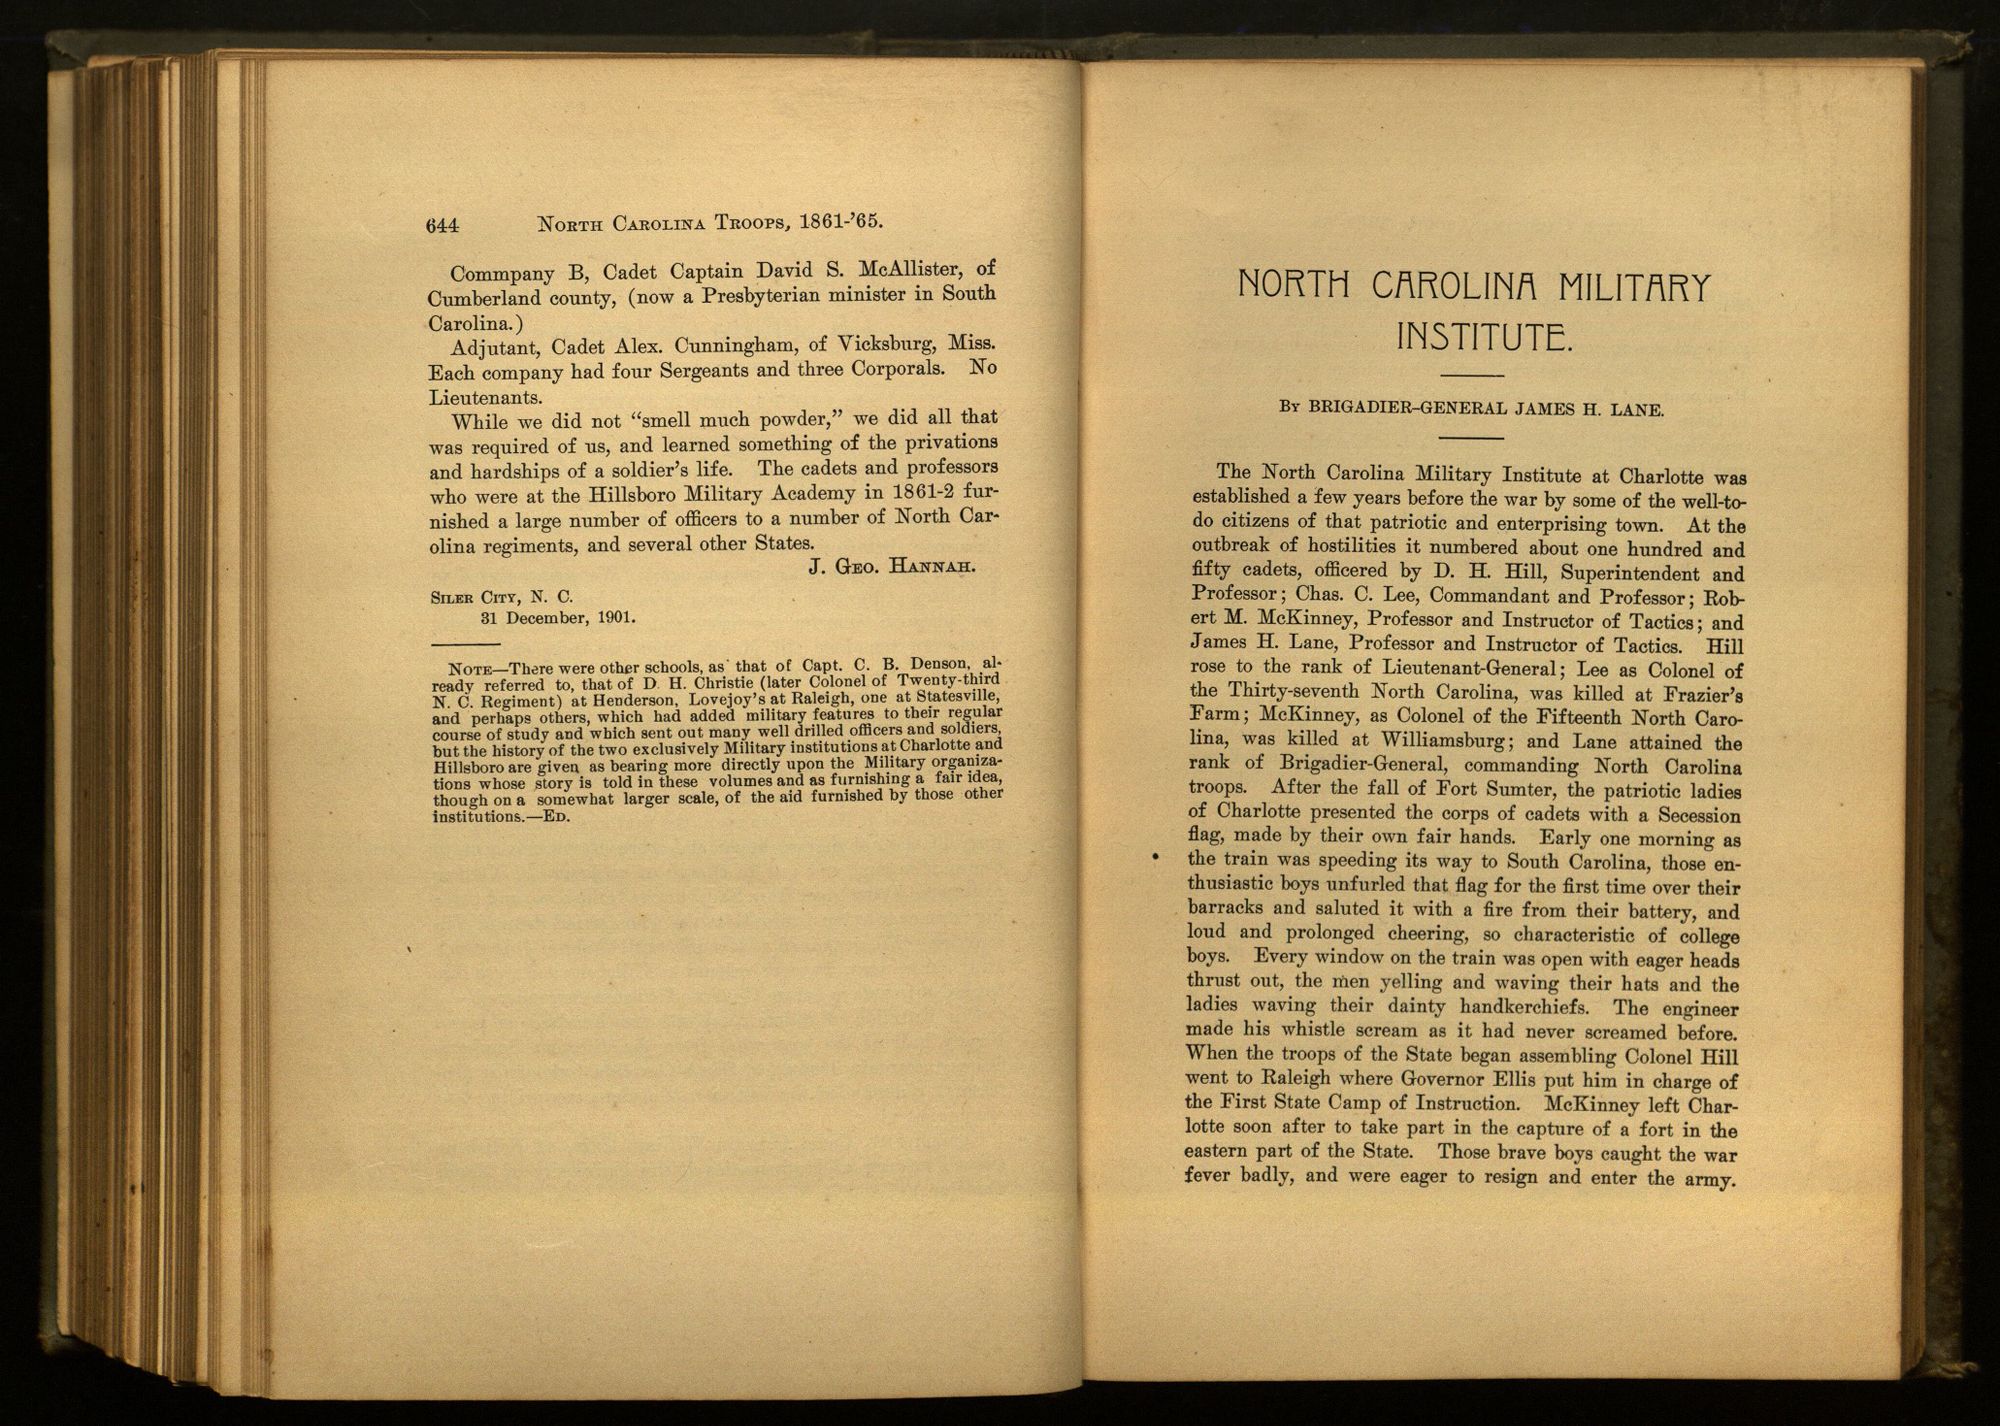 644 North Carolina Troops, 1861-'65.
Commpany B, Cadet Captain David S. McAllister, of
Cumberland county, (now a Presbyterian minister in South
Carolina.)
Adjutant, Cadet Alex. Cunningham, of Vicksburg, Miss.
Each company had four Sergeants and three Corporals. No
Lieutenants.
While we did not "smell much powder," we did all that
was required of us, and learned something of the privations
and hardships of a soldier's life. The cadets and professors
who were at the Hillsboro Military Academy in 1861-2 fur-
nished a large number of officers to a number of North Car-
olina regiments, and several other States.
J. Geo. Hannah.
Siler City, N. C.
31 December, 1901.
Note—There were other schools, as that of Capt. C. B. Denson, al-
ready referred to, that of D. H. Christie (later Colonel of Twenty-third
N. C. Regiment) at Henderson, Lovejoy's at Raleigh, one at Statesville,
and perhaps others, which had added military features to their regular
course of study and which sent out many well drilled officers and soldiers,
but the history of the two exclusively Military institutions at Charlotte and
Hillsboro are given as bearing more directly upon the Military organiza-
tions whose story is told in these volumes and as furnishing a fair idea,
though on a somewhat larger scale, of the aid furnished by those other
institutions.—Ed.
NORTH CAROLINA MILITARY
INSTITUTE.
By BRIGADIER-GENERAL JAMES H. LANE.
The North Carolina Military Institute at Charlotte was
established a few years before the war by some of the well-to-
do citizens of that patriotic and enterprising town. At the
outbreak of hostilities it numbered about one hundred and
fifty cadets, officered by D. H. Hill, Superintendent and
Professor; Chas. C. Lee, Commandant and Professor; Rob-
ert M. McKinney, Professor and Instructor of Tactics; and
James H. Lane, Professor and Instructor of Tactics. Hill
rose to the rank of Lieutenant-General; Lee as Colonel of
the Thirty-seventh North Carolina, was killed at Frazier's
Farm; McKinney, as Colonel of the Fifteenth North Caro-
lina, was killed at Williamsburg; and Lane attained the
rank of Brigadier-General, commanding North Carolina
troops. After the fall of Fort Sumter, the patriotic ladies
of Charlotte presented the corps of cadets with a Secession
flag, made by their own fair hands. Early one morning as
the train was speeding its way to South Carolina, those en-
thusiastic boys unfurled that flag for the first time over their
barracks and saluted it with a fire from their battery, and
loud and prolonged cheering, so characteristic of college
boys. Every window on the train was open with eager heads
thrust out, the men yelling and waving their hats and the
ladies waving their dainty handkerchiefs. The engineer
made his whistle scream as it had never screamed before.
When the troops of the State began assembling Colonel Hill
went to Raleigh where Governor Ellis put him in charge of
the First State Camp of Instruction. McKinney left Char-
lotte soon after to take part in the capture of a fort in the
eastern part of the State. Those brave boys caught the war
fever badly, and were eager to resign and enter the army.